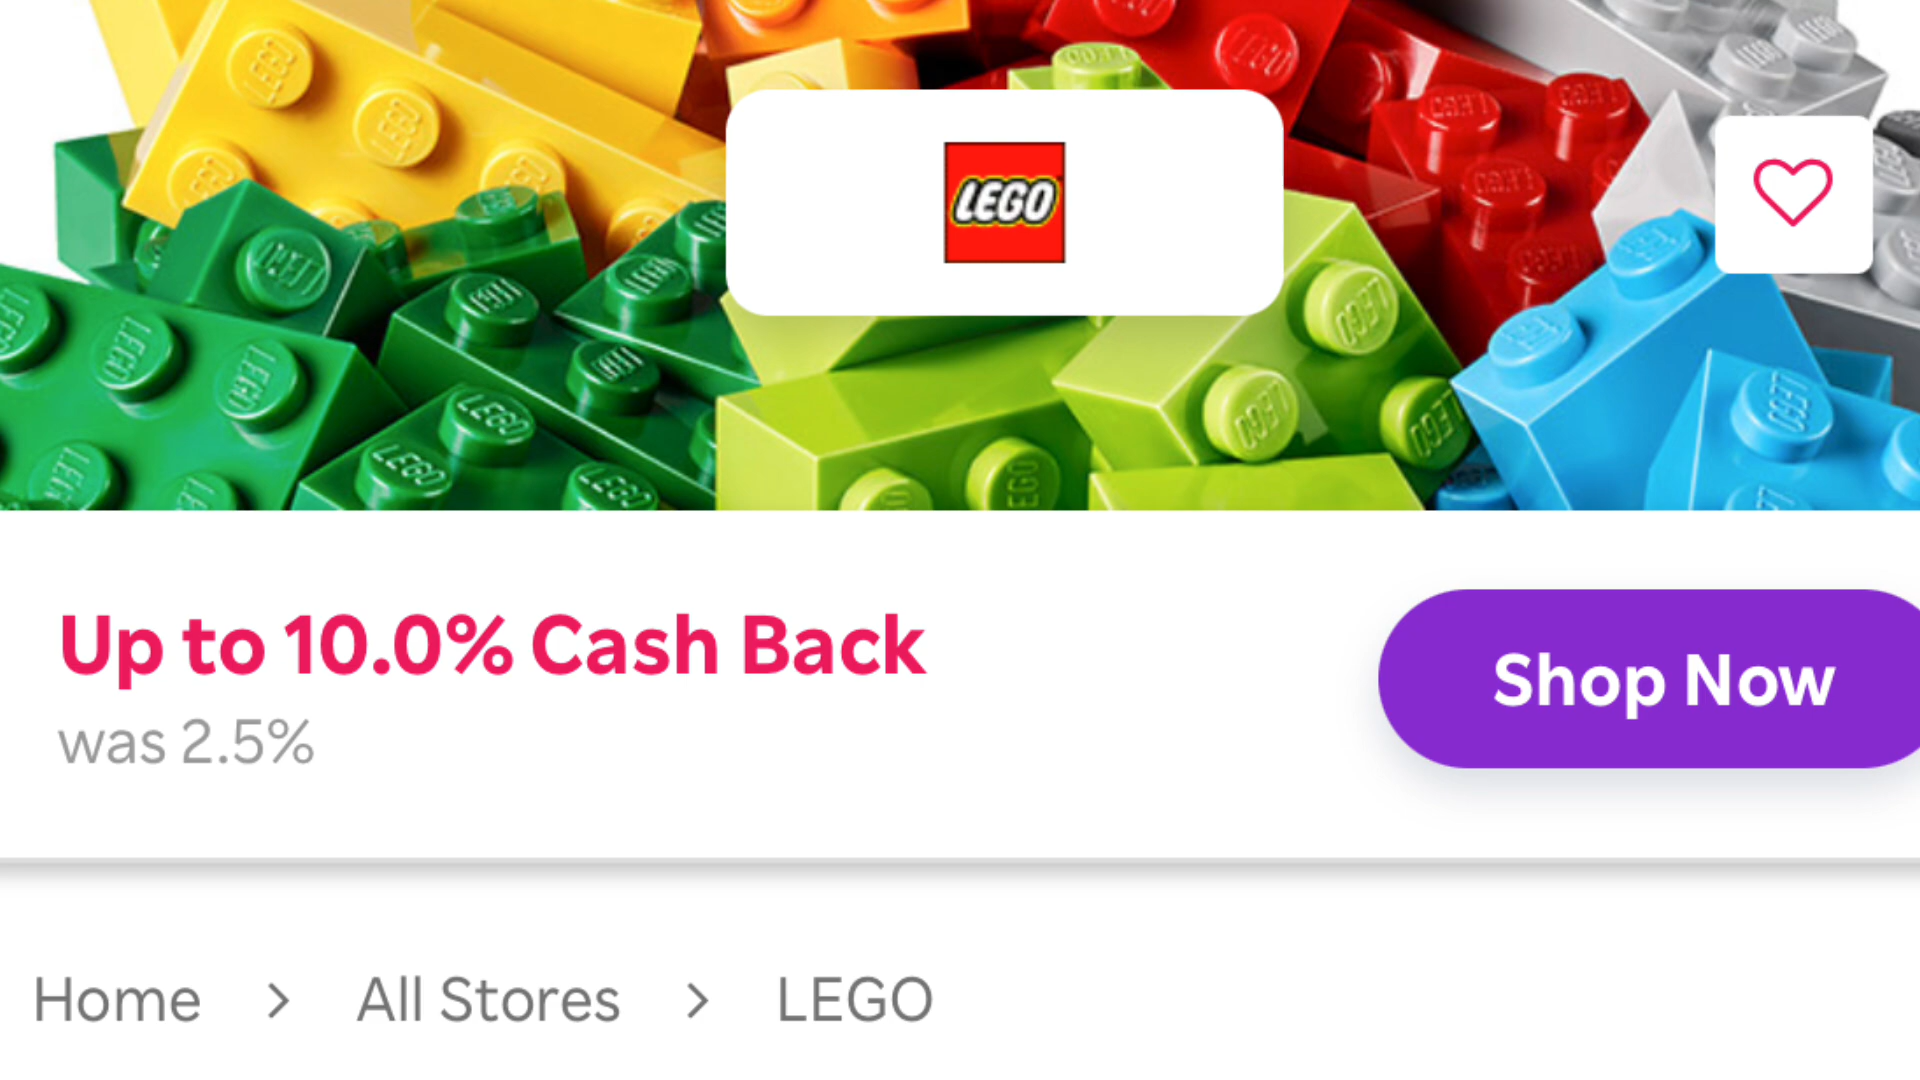 LEGO
Up to 10.0% Cash Back
was 2.5%
Shop Now
Home > All Stores > LEGO